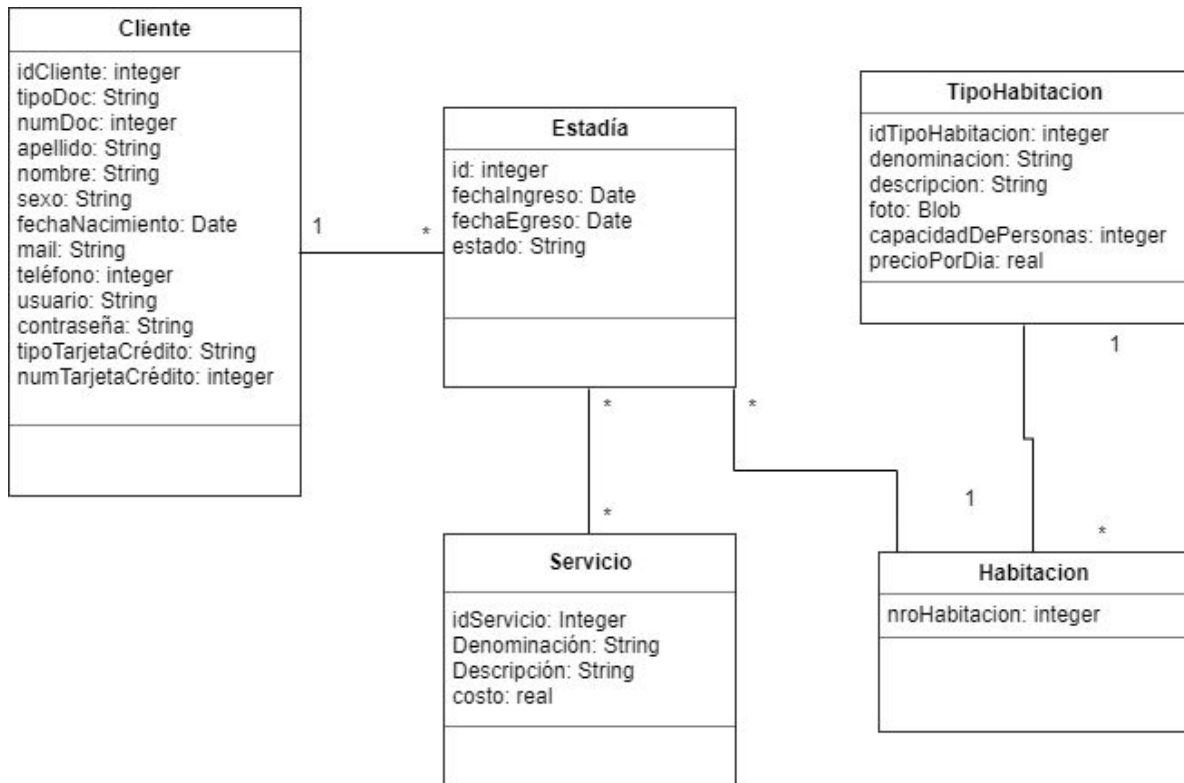 Cliente
idCliente: integer
tipoDoc: String
numDoc: integer
apellido: String
nombre: String
sexo: String
fechaNacimiento: Date
mail: String
teléfono: integer
usuario: String
contraseña: String
tipoTarjetaCrédito: String
numTarjetaCrédito: integer
1
*
Estadía
id: integer
fechaIngreso: Date
fechaEgreso: Date
estado: String
*
*
*
1
TipoHabitacion
idTipoHabitacion: integer
denominacion: String
descripcion: String
foto: Blob
capacidadDePersonas: integer
precioPorDia: real
1
*
Servicio
idServicio: Integer
Denominación: String
Descripción: String
costo: real
Habitacion
nroHabitacion: integer